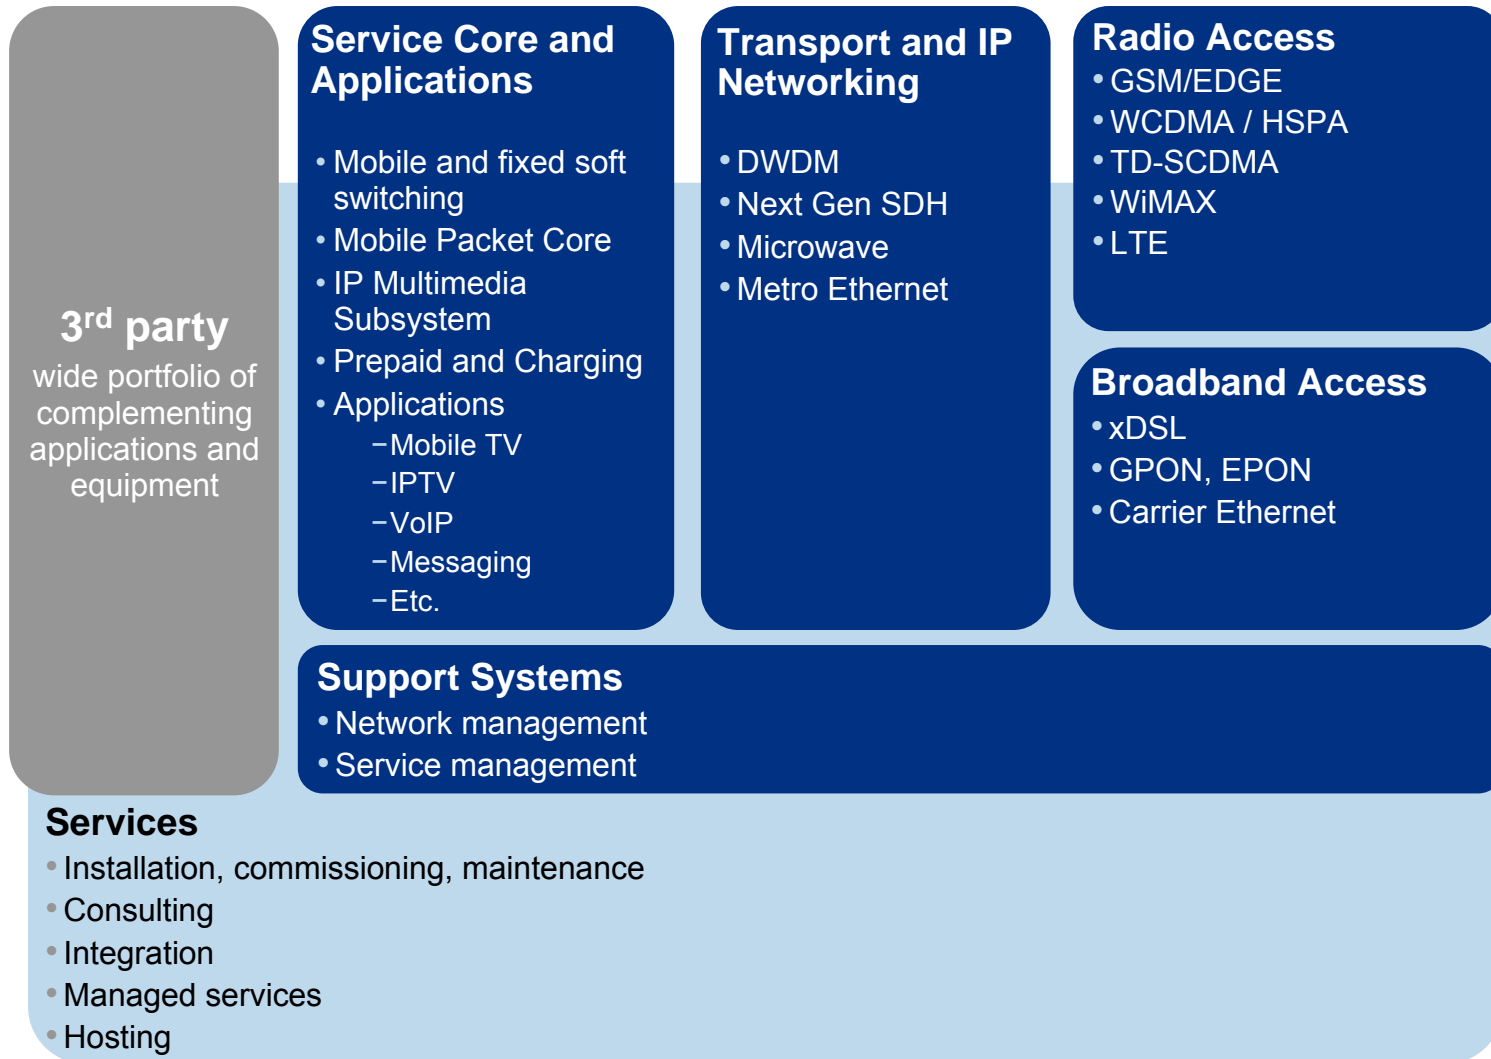 3rd party
wide portfolio of
complementing
applications and
equipment
Service Core and
Applications
• Mobile and fixed soft
switching
• Mobile Packet Core
• IP Multimedia
Subsystem
• Prepaid and Charging
• Applications
–Mobile TV
–IPTV
–VoIP
–Messaging
–Etc.
Transport and IP
Networking
• DWDM
• Next Gen SDH
• Microwave
• Metro Ethernet
Radio Access
• GSM/EDGE
• WCDMA / HSPA
• TD-SCDMA
• WiMAX
• LTE
Broadband Access
• xDSL
• GPON, EPON
• Carrier Ethernet
Support Systems
• Network management
• Service management
Services
• Installation, commissioning, maintenance
• Consulting
• Integration
• Managed services
• Hosting